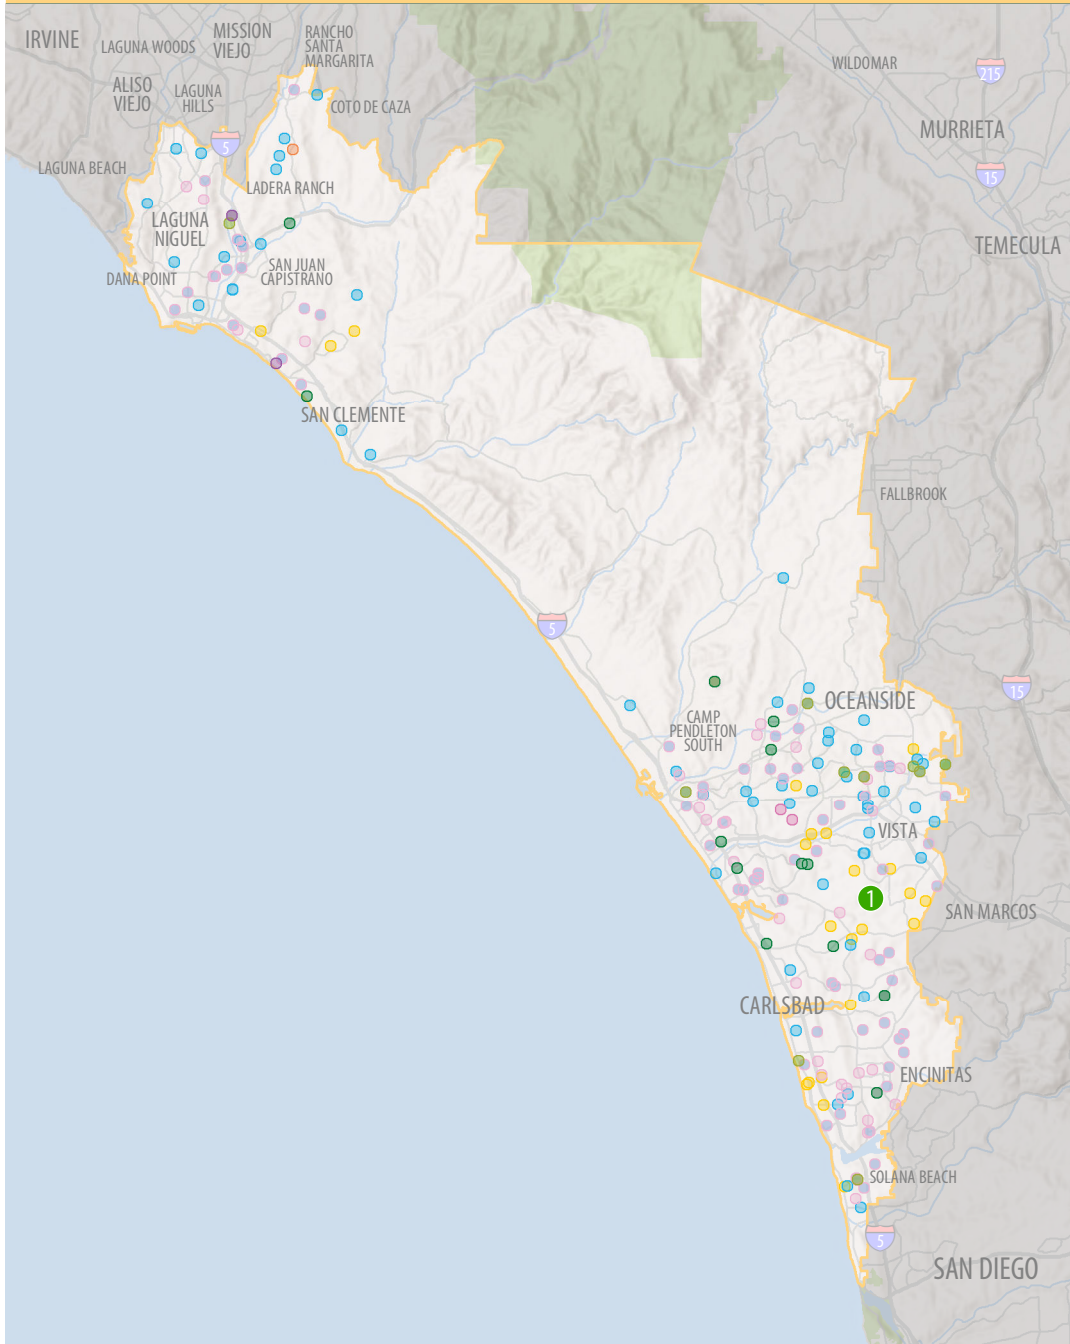 IRVINE
LAGUNA WOODS
MISSION
VIEJO
RANCHO
SANTA
MARGARITA
WILDOMAR
215
ALISO
VIEJO
LAGUNA
HILLS
COTO DE CAZA
MURRIETA
5
LAGUNA BEACH
15
LADERA RANCH
LAGUNA
NIGUEL
TEMECULA
DANA POINT
SAN JUAN
CAPISTRANO
SAN CLEMENTE
FALLBROOK
5
15
OCEANSIDE
CAMP
PENDLETON
SOUTH
VISTA
1
SAN MARCOS
CARLSBAD
ENCINITAS
SOLANA BEACH
5
SAN DIEGO